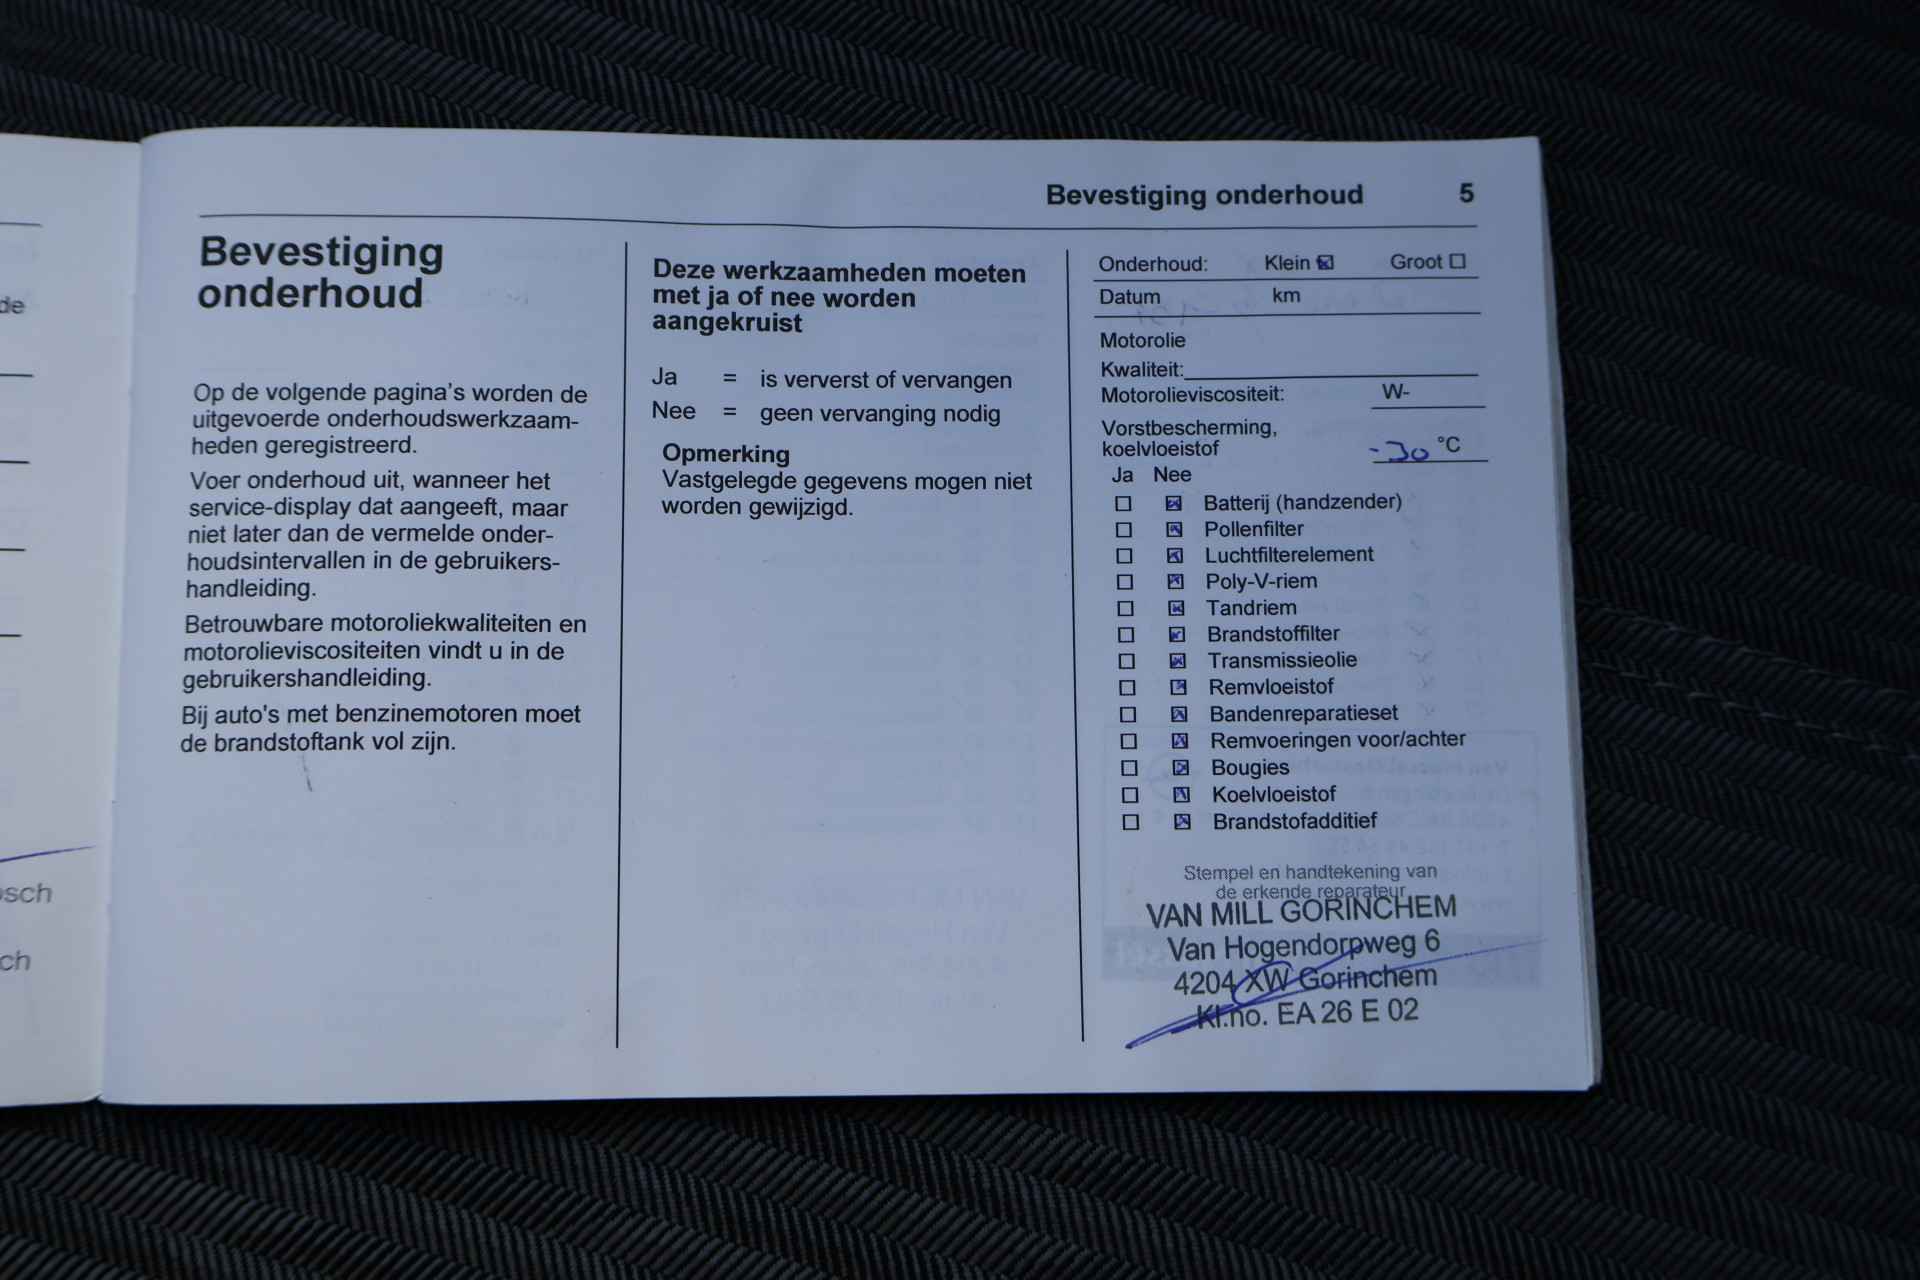 de
osch
ch
Bevestiging onderhoud 5
Bevestiging
onderhoud
Op de volgende pagina's worden de
uitgevoerde onderhoudswerkzaam-
heden geregistreerd.
Voer onderhoud uit, wanneer het
service-display dat aangeeft, maar
niet later dan de vermelde onder-
houdsintervallen in de gebruikers-
handleiding.
Betrouwbare motoroliekwaliteiten en
motorolieviscositeiten vindt u in de
gebruikershandleiding.
Bij auto's met benzinemotoren moet
de brandstoftank vol zijn.
Deze werkzaamheden moeten
met ja of nee worden
aangekruist
Ja = is ververst of vervangen
Nee = geen vervanging nodig
Opmerking
Vastgelegde gegevens mogen niet
worden gewijzigd.
Onderhoud: Klein ☒ Groot ☐
Datum km
Motorolie
Kwaliteit:
Motorolieviscositeit: W-
Vorstbescherming,
koelvloeistof -30 °C
Ja Nee
☐ ☒ Batterij (handzender)
☐ ☒ Pollenfilter
☐ ☒ Luchtfilterelement
☐ ☒ Poly-V-riem
☐ ☒ Tandriem
☐ ☒ Brandstoffilter
☐ ☒ Transmissieolie
☐ ☒ Remvloeistof
☐ ☒ Bandenreparatieset
☐ ☒ Remvoeringen voor/achter
☐ ☒ Bougies
☐ ☒ Koelvloeistof
☐ ☒ Brandstofadditief
Stempel en handtekening van
de erkende reparateur
VAN MILL GORINCHEM
Van Hogendorpweg 6
4204 XW Gorinchem
Kl.no. EA 26 E 02